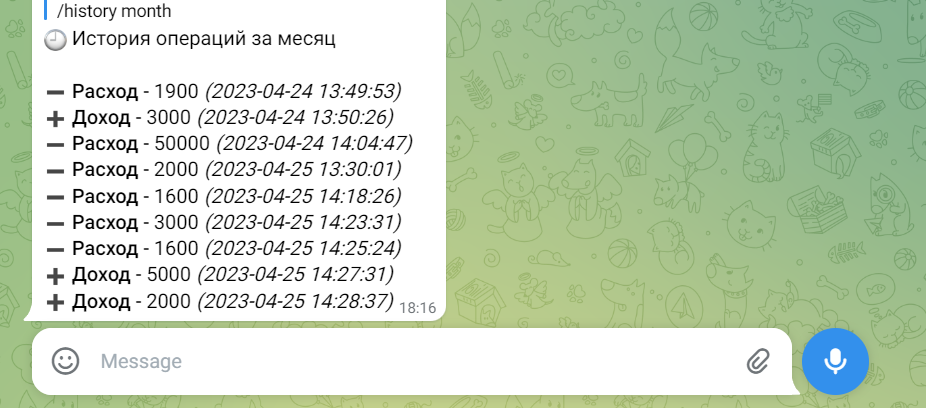 /history month
🕘 История операций за месяц
➖ Расход - 1900 (2023-04-24 13:49:53)
➕ Доход - 3000 (2023-04-24 13:50:26)
➖ Расход - 50000 (2023-04-24 14:04:47)
➖ Расход - 2000 (2023-04-25 13:30:01)
➖ Расход - 1600 (2023-04-25 14:18:26)
➖ Расход - 3000 (2023-04-25 14:23:31)
➖ Расход - 1600 (2023-04-25 14:25:24)
➕ Доход - 5000 (2023-04-25 14:27:31)
➕ Доход - 2000 (2023-04-25 14:28:37) 18:16
Message